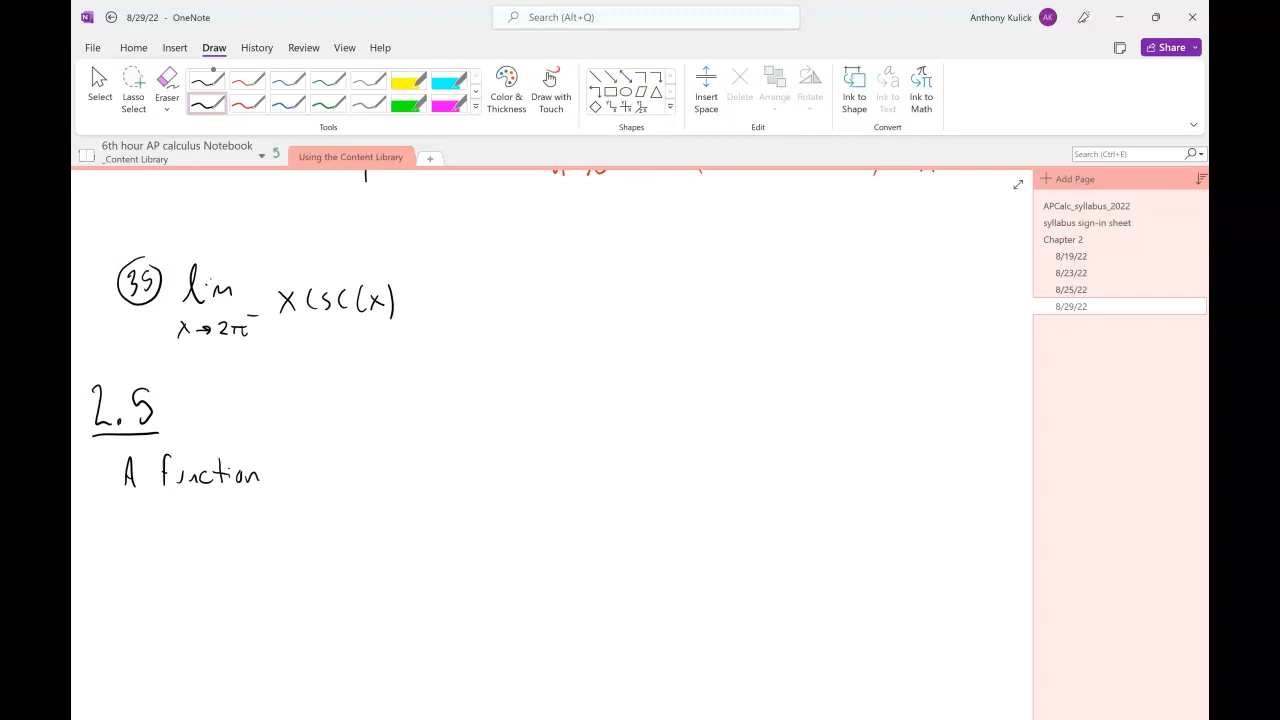 8/29/22 - OneNote
Search (Alt+Q)
Anthony Kulick AK
File Home Insert Draw History Review View Help
Share
Select
Lasso Select
Eraser
Color & Thickness
Draw with Touch
Insert Space
Delete
Arrange
Rotate
Ink to Shape
Ink to Text
Ink to Math
Tools
Shapes
Edit
Convert
6th hour AP calculus Notebook
_Content Library
Using the Content Library
Search (Ctrl+E)
Add Page
APCalc_syllabus_2022
syllabus sign-in sheet
Chapter 2
8/19/22
8/23/22
8/25/22
8/29/22
35 lim x csc(x)
x→2π⁻
2.5
A function